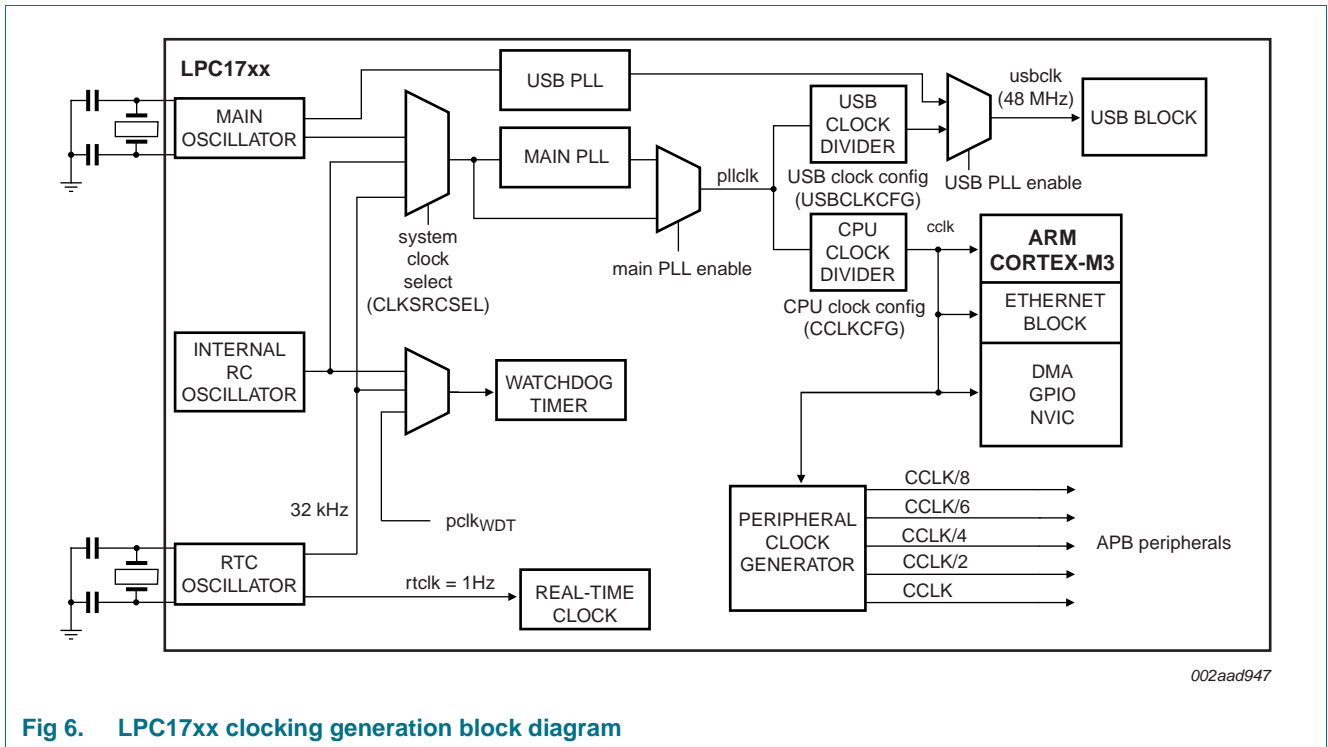 LPC17xx
MAIN
OSCILLATOR
USB PLL
MAIN PLL
system
clock
select
(CLKSRCSEL)
main PLL enable
pllclk
USB
CLOCK
DIVIDER
USB clock config
(USBCLKCFG)
usbclk
(48 MHz)
USB BLOCK
USB PLL enable
CPU
CLOCK
DIVIDER
CPU clock config
(CCLKCFG)
cclk
ARM
CORTEX-M3
ETHERNET
BLOCK
DMA
GPIO
NVIC
INTERNAL
RC
OSCILLATOR
WATCHDOG
TIMER
32 kHz
pclkWDT
RTC
OSCILLATOR
rtclk = 1Hz
REAL-TIME
CLOCK
PERIPHERAL
CLOCK
GENERATOR
CCLK/8
CCLK/6
CCLK/4
CCLK/2
CCLK
APB peripherals
002aad947
Fig 6. LPC17xx clocking generation block diagram